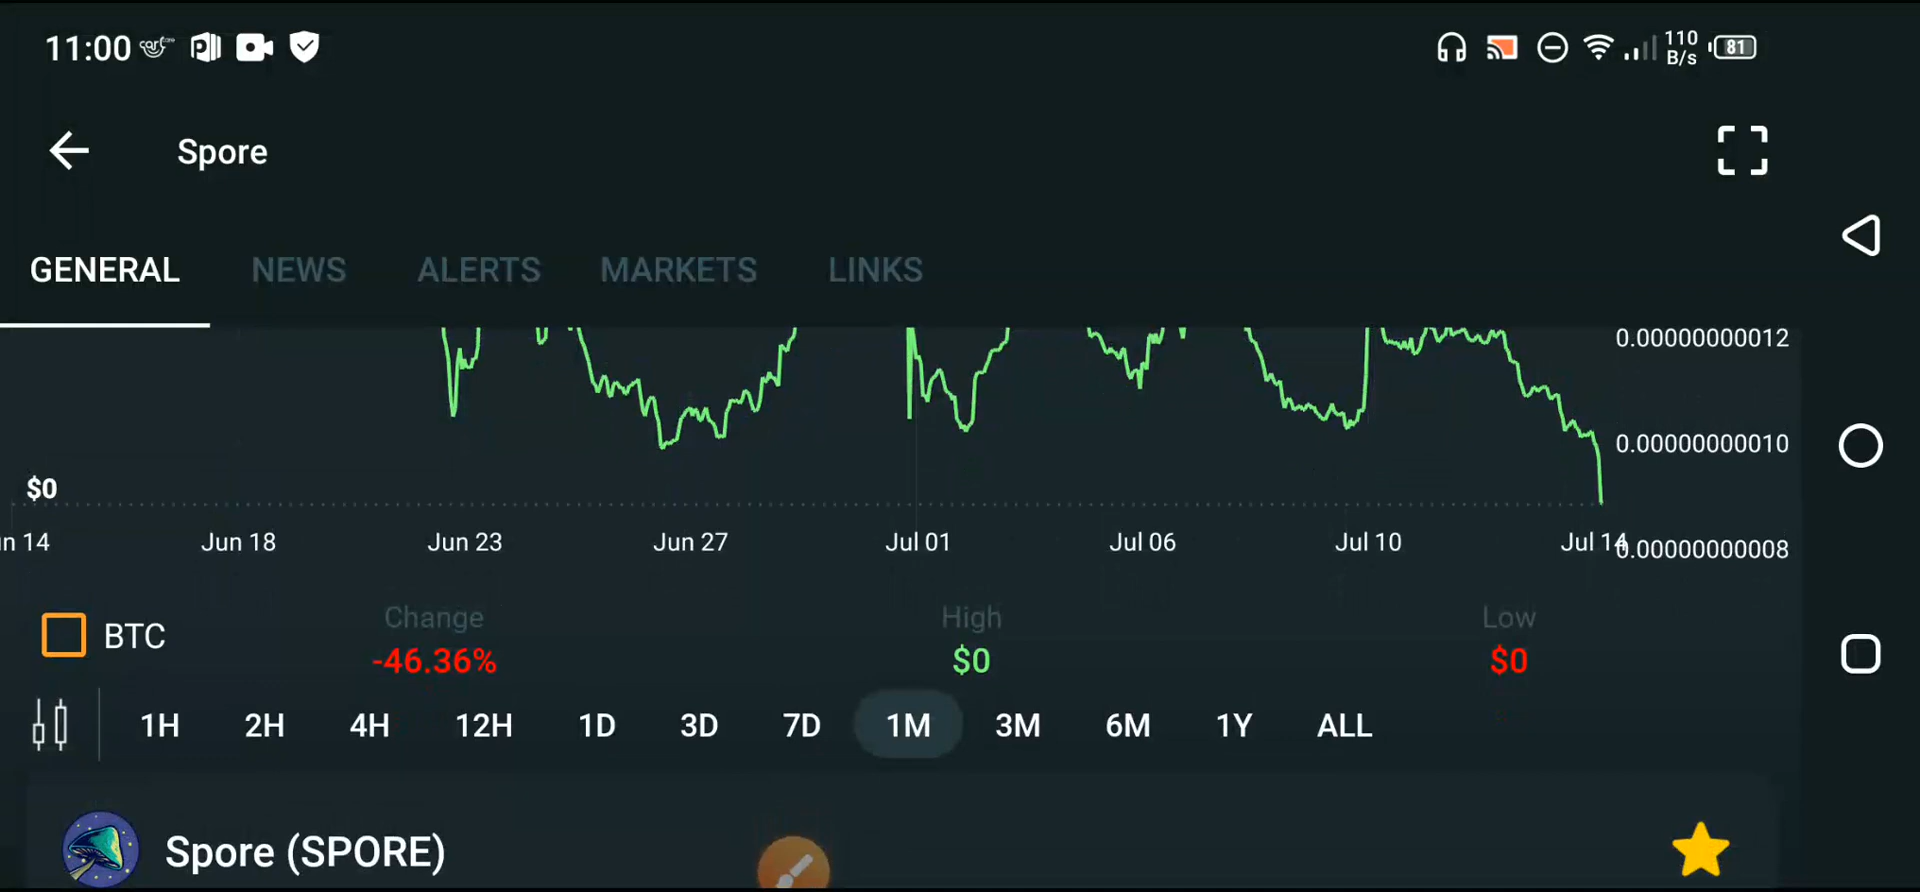 11:00
110
B/s
81
Spore
GENERAL NEWS ALERTS MARKETS LINKS
0.00000000012
0.00000000010
$0
n 14 Jun 18 Jun 23 Jun 27 Jul 01 Jul 06 Jul 10 Jul 14
0.00000000008
BTC
Change High Low
-46.36% $0 $0
1H 2H 4H 12H 1D 3D 7D 1M 3M 6M 1Y ALL
Spore (SPORE)